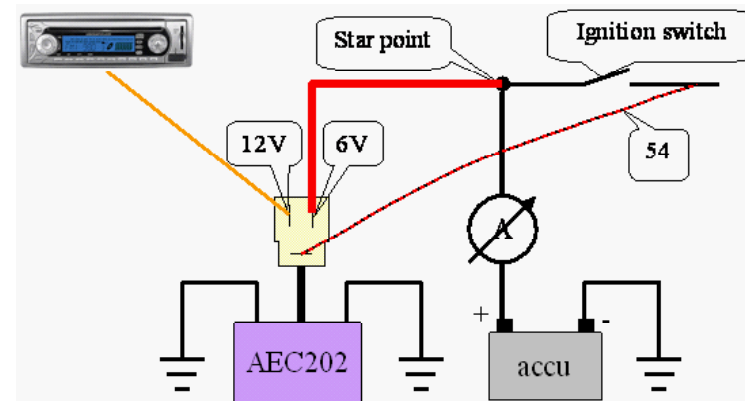 Star point
Ignition switch
12V
6V
54
A
+
-
AEC202
accu